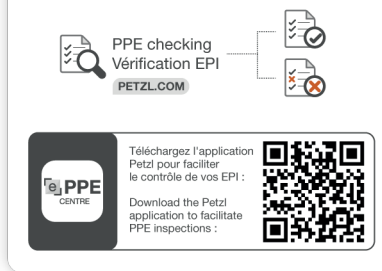 PPE checking
Vérification EPI
PETZL.COM
e PPE
CENTRE
Téléchargez l'application
Petzl pour faciliter
le contrôle de vos EPI :
Download the Petzl
application to facilitate
PPE inspections :